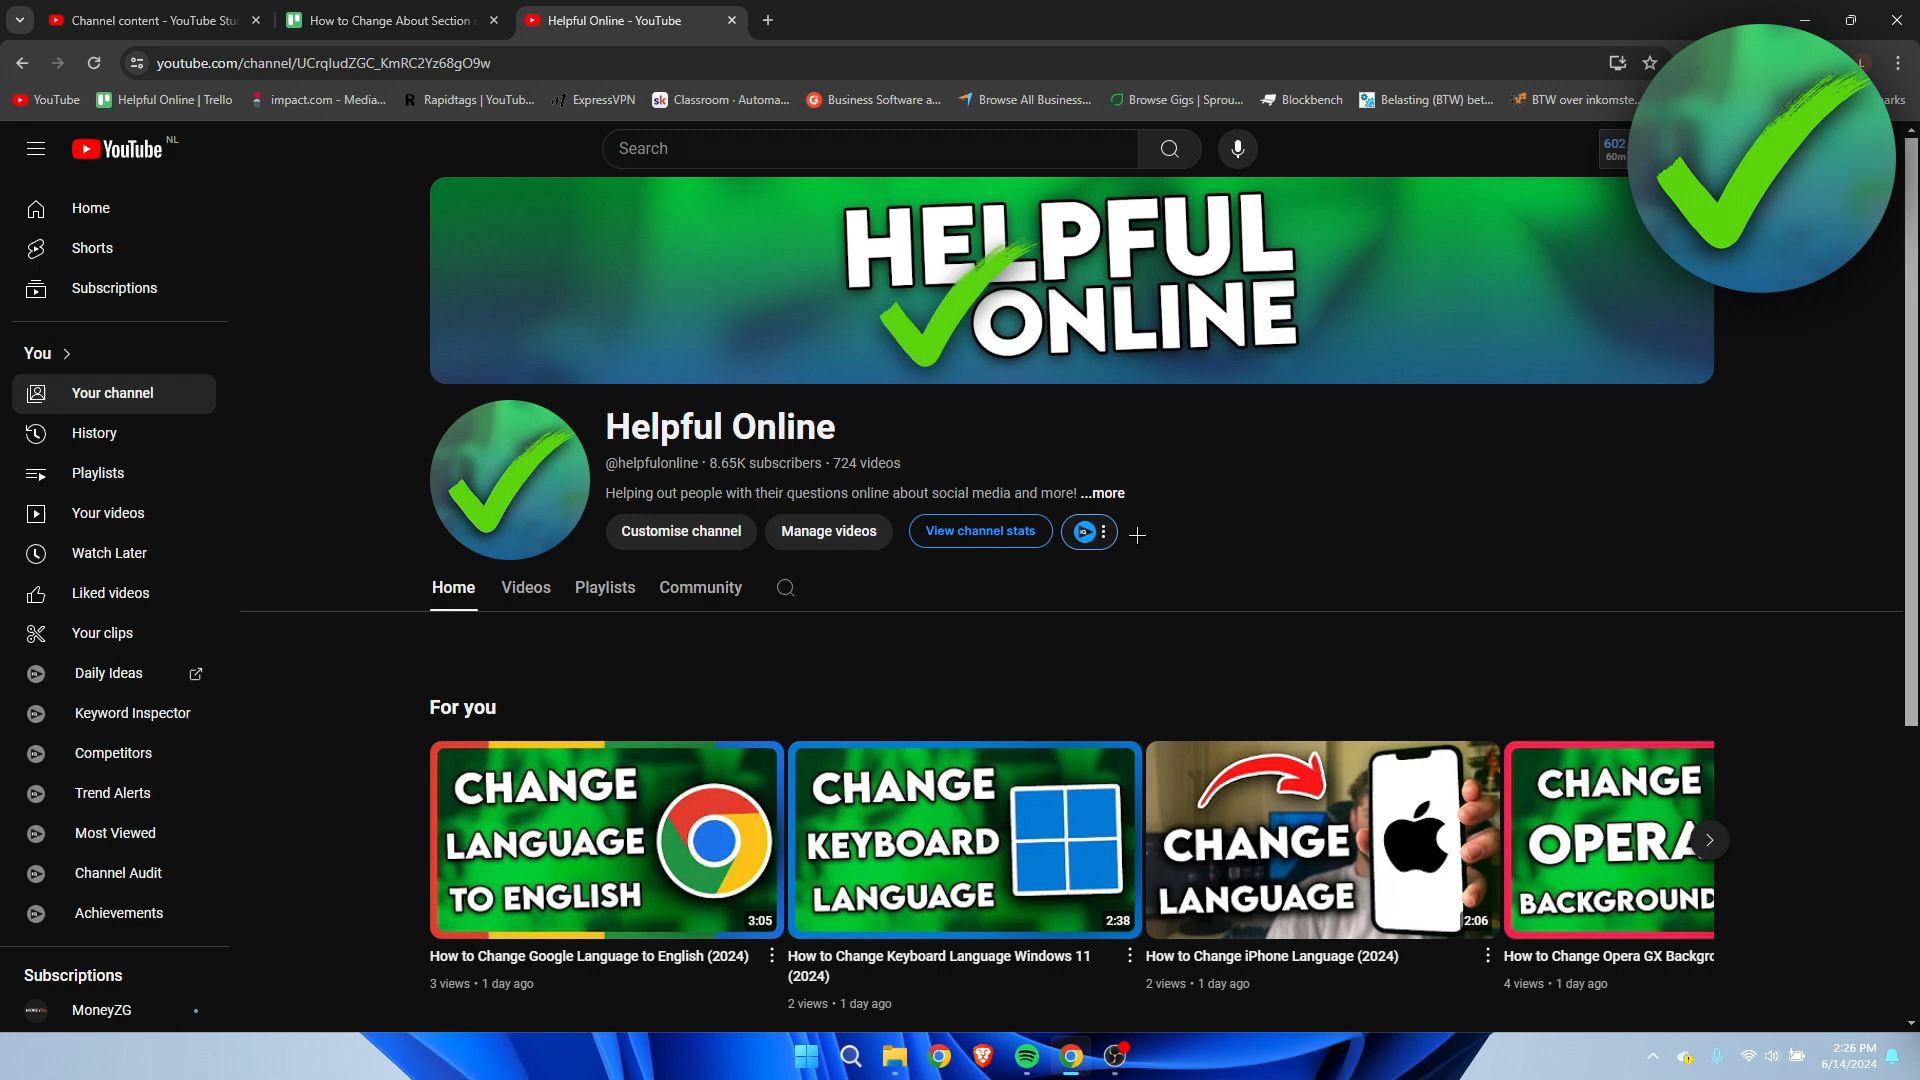 Channel content - YouTube Stu
How to Change About Section
Helpful Online - YouTube
youtube.com/channel/UCrqludZGC_KmRC2Yz68gO9w
YouTube
Helpful Online | Trello
impact.com - Media...
Rapidtags | YouTub...
ExpressVPN
Classroom - Automa...
Business Software a...
Browse All Business...
Browse Gigs | Sprou...
Blockbench
Belasting (BTW) bet...
BTW over inkomste...
arks
YouTube NL
Search
602
60m
Home
Shorts
Subscriptions
You
Your channel
History
Playlists
Your videos
Watch Later
Liked videos
Your clips
Daily Ideas
Keyword Inspector
Competitors
Trend Alerts
Most Viewed
Channel Audit
Achievements
Subscriptions
MoneyZG
HELPFUL
ONLINE
Helpful Online
@helpfulonline · 8.65K subscribers · 724 videos
Helping out people with their questions online about social media and more! ...more
Customise channel
Manage videos
View channel stats
Home
Videos
Playlists
Community
For you
CHANGE
LANGUAGE
TO ENGLISH
3:05
How to Change Google Language to English (2024)
3 views · 1 day ago
CHANGE
KEYBOARD
LANGUAGE
2:38
How to Change Keyboard Language Windows 11
(2024)
2 views · 1 day ago
CHANGE
LANGUAGE
2:06
How to Change iPhone Language (2024)
2 views · 1 day ago
CHANGE
OPERA
BACKGROUND
How to Change Opera GX Backgro
4 views · 1 day ago
2:26 PM
6/14/2024